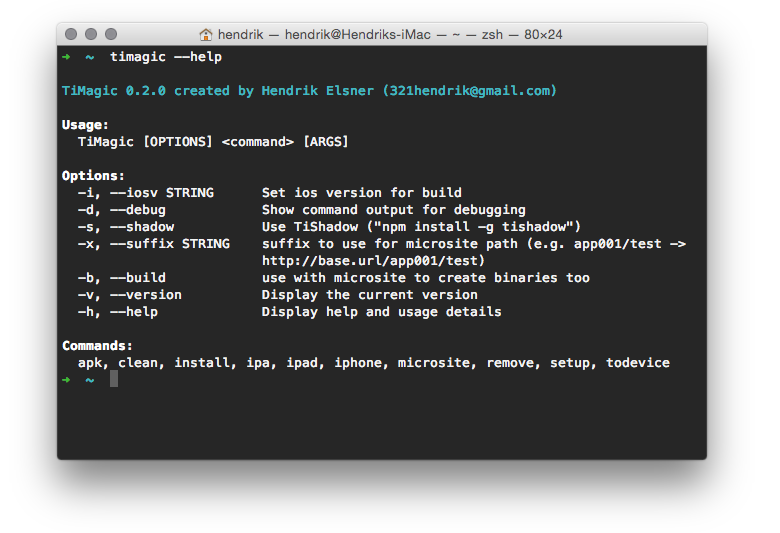 hendrik — hendrik@Hendriks-iMac — ~ — zsh — 80×24
➜  ~  timagic --help
TiMagic 0.2.0 created by Hendrik Elsner (321hendrik@gmail.com)
Usage:
TiMagic [OPTIONS] <command> [ARGS]
Options:
-i, --iosv STRING      Set ios version for build
-d, --debug            Show command output for debugging
-s, --shadow           Use TiShadow ("npm install -g tishadow")
-x, --suffix STRING    suffix to use for microsite path (e.g. app001/test ->
http://base.url/app001/test)
-b, --build            use with microsite to create binaries too
-v, --version          Display the current version
-h, --help             Display help and usage details
Commands:
apk, clean, install, ipa, ipad, iphone, microsite, remove, setup, todevice
➜  ~